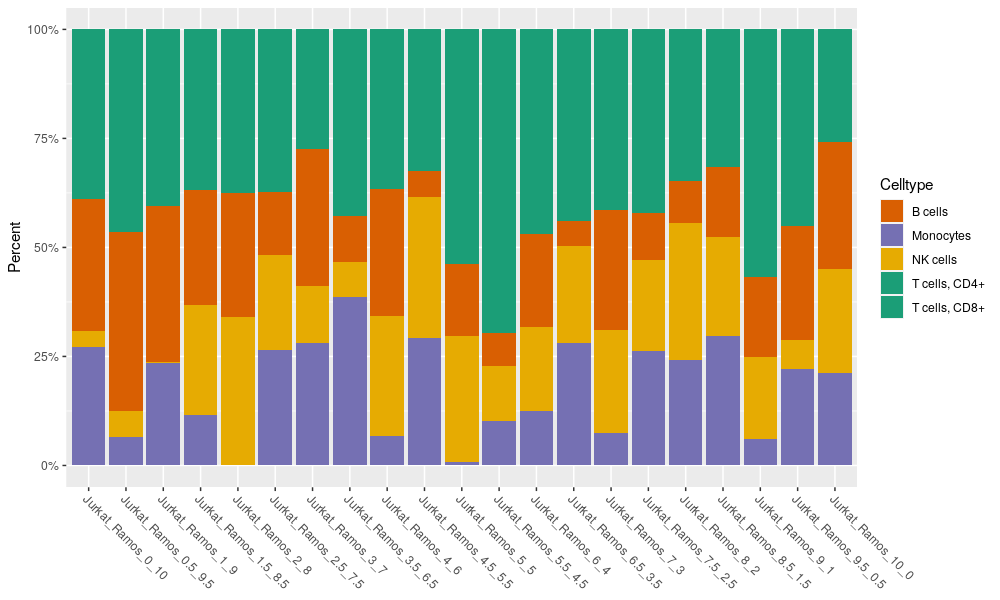 100%
75%
50%
25%
0%
Percent
Jurkat_Ramos_0_10
Jurkat_Ramos_0.5_9.5
Jurkat_Ramos_1_9
Jurkat_Ramos_1.5_8.5
Jurkat_Ramos_2_8
Jurkat_Ramos_2.5_7.5
Jurkat_Ramos_3_7
Jurkat_Ramos_3.5_6.5
Jurkat_Ramos_4_6
Jurkat_Ramos_4.5_5.5
Jurkat_Ramos_5_5
Jurkat_Ramos_5.5_4.5
Jurkat_Ramos_6_4
Jurkat_Ramos_6.5_3.5
Jurkat_Ramos_7_3
Jurkat_Ramos_7.5_2.5
Jurkat_Ramos_8_2
Jurkat_Ramos_8.5_1.5
Jurkat_Ramos_9_1
Jurkat_Ramos_9.5_0.5
Jurkat_Ramos_10_0
Celltype
B cells
Monocytes
NK cells
T cells, CD4+
T cells, CD8+